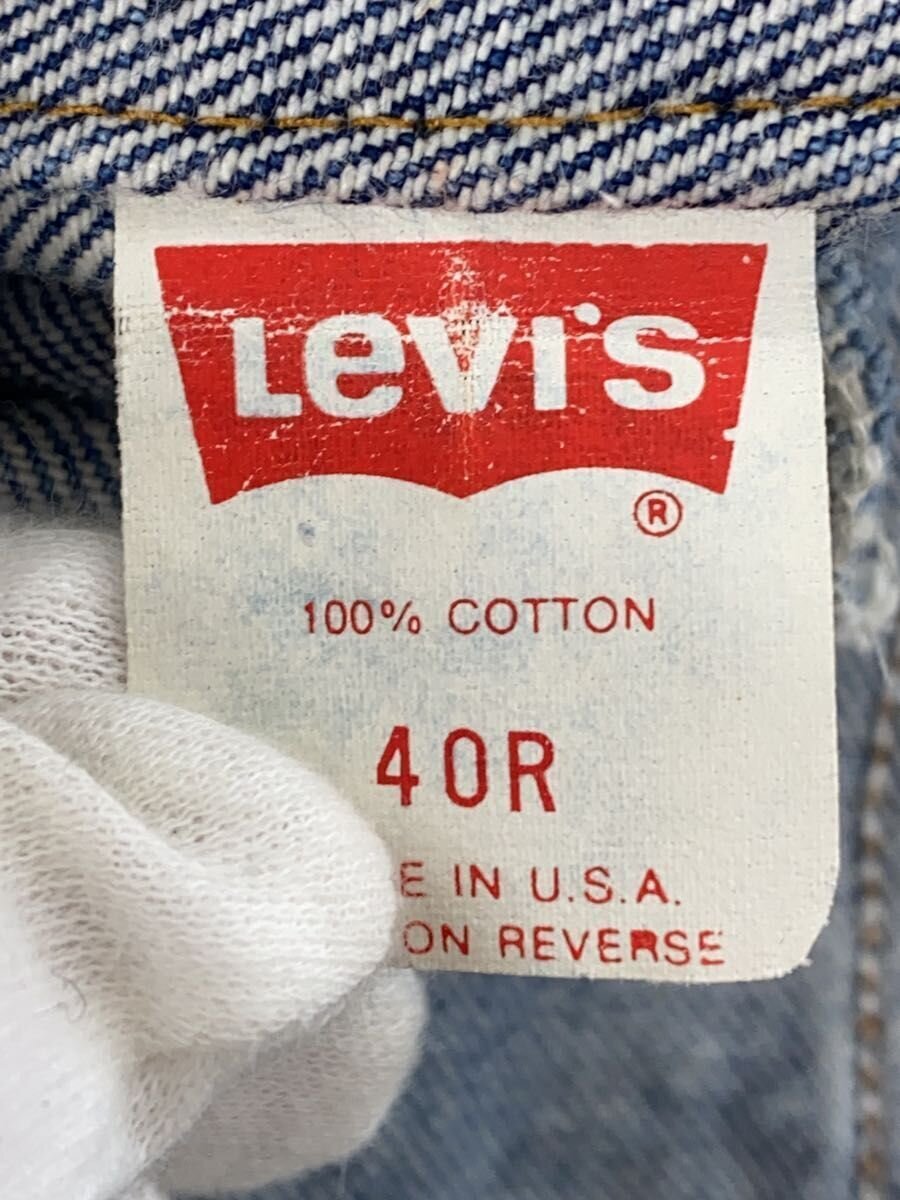 Levi's
®
100% COTTON
40R
E IN U.S.A.
ON REVERSE